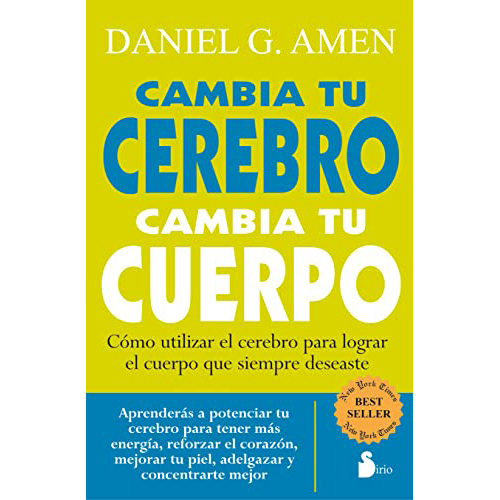 DANIEL G. AMEN
CAMBIA TU
CEREBRO
CAMBIA TU
CUERPO
Cómo utilizar el cerebro para lograr
el cuerpo que siempre deseaste
Aprenderás a potenciar tu
cerebro para tener más
energía, reforzar el corazón,
mejorar tu piel, adelgazar y
concentrarte mejor
New York Times
BEST
SELLER
New York Times
Sirio